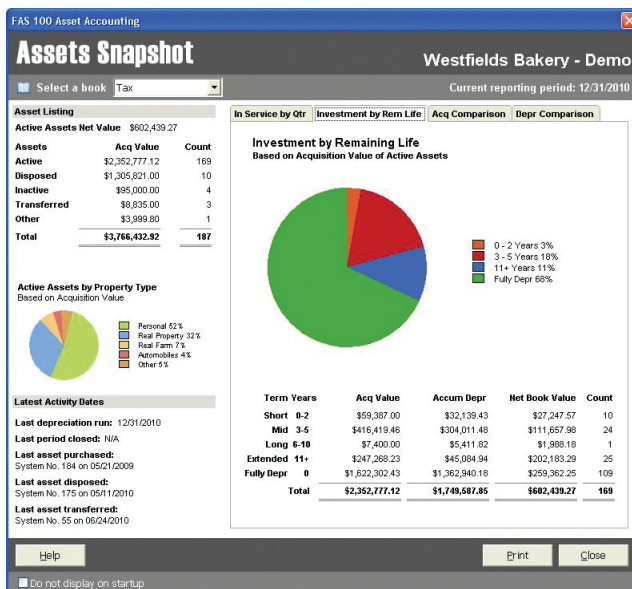 FAS 100 Asset Accounting
Assets Snapshot
Westfields Bakery - Demo
Select a book Tax
Current reporting period: 12/31/2010
Asset Listing
Active Assets Net Value $602,439.27
Assets Acq Value Count
Active $2,352,777.12 169
Disposed $1,305,821.00 10
Inactive $95,000.00 4
Transferred $8,835.00 3
Other $3,999.80 1
Total $3,766,432.92 187
Active Assets by Property Type
Based on Acquisition Value
Personal 52%
Real Property 32%
Real Farm 7%
Automobiles 4%
Other 5%
Latest Activity Dates
Last depreciation run: 12/31/2010
Last period closed: N/A
Last asset purchased:
System No. 184 on 05/21/2009
Last asset disposed:
System No. 175 on 05/11/2010
Last asset transferred:
System No. 55 on 06/24/2010
In Service by Qtr Investment by Rem Life Acq Comparison Depr Comparison
Investment by Remaining Life
Based on Acquisition Value of Active Assets
0 - 2 Years 3%
3 - 5 Years 18%
11+ Years 11%
Fully Depr 68%
Term Years Acq Value Accum Depr Net Book Value Count
Short 0-2 $59,387.00 $32,139.43 $27,247.57 10
Mid 3-5 $416,419.46 $304,011.48 $111,657.98 24
Long 6-10 $7,400.00 $5,411.82 $1,988.18 1
Extended 11+ $247,268.23 $45,084.94 $202,183.29 25
Fully Depr 0 $1,622,302.43 $1,362,940.18 $259,362.25 109
Total $2,352,777.12 $1,749,587.85 $602,439.27 169
Help Print Close
Do not display on startup